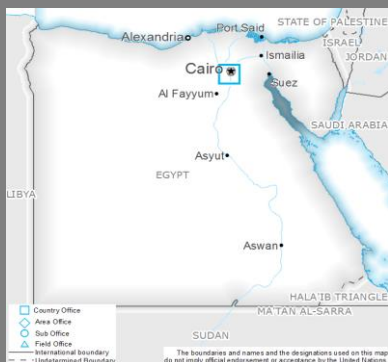 STATE OF PALESTINE
Port Said
Alexandria
ISRAEL
Ismailia
JORDAN
Cairo
Suez
Al Fayyum
SAUDI ARABIA
Asyut
EGYPT
LIBYA
Aswan
HALA'IB TRIANGLE
MA'TAN AL-SARRA
SUDAN
Country Office
Area Office
Sub Office
Field Office
International boundary
Undetermined Boundary
The boundaries and names and the designations used on this map
do not imply official endorsement or acceptance by the United Nations